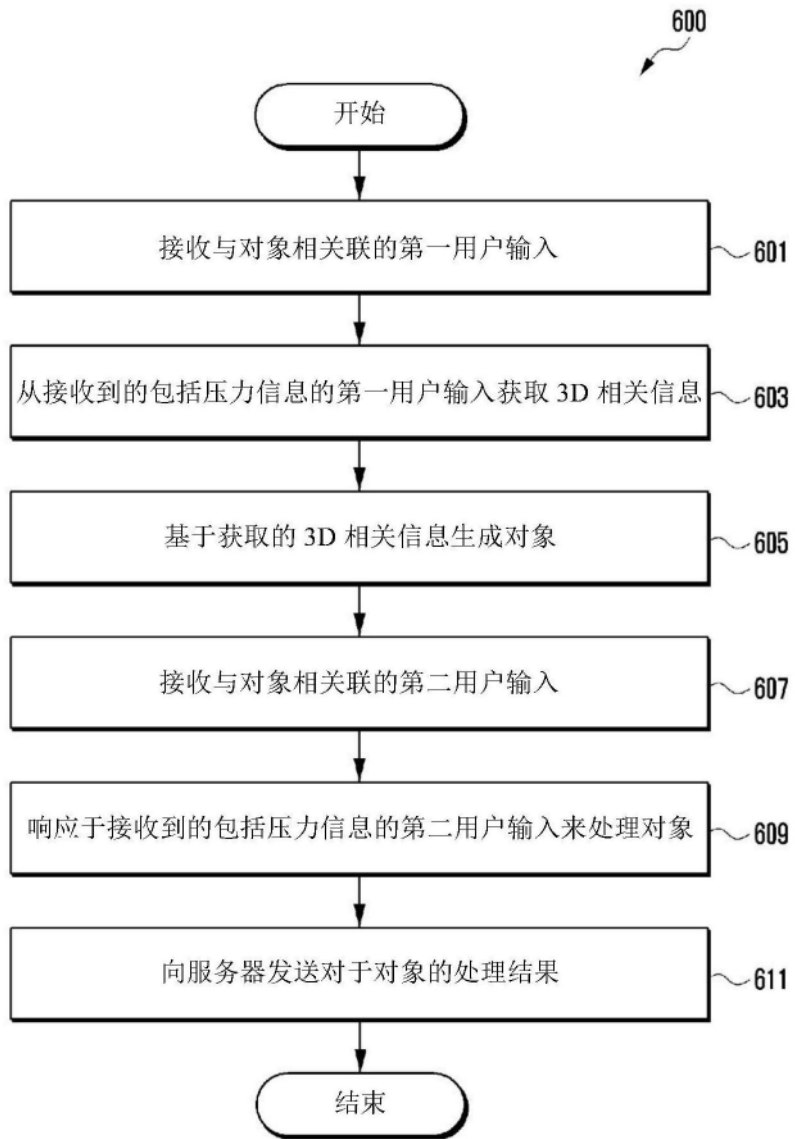 600
开始
接收与对象相关联的第一用户输入
601
从接收到的包括压力信息的第一用户输入获取 3D 相关信息
603
基于获取的 3D 相关信息生成对象
605
接收与对象相关联的第二用户输入
607
响应于接收到的包括压力信息的第二用户输入来处理对象
609
向服务器发送对于对象的处理结果
611
结束